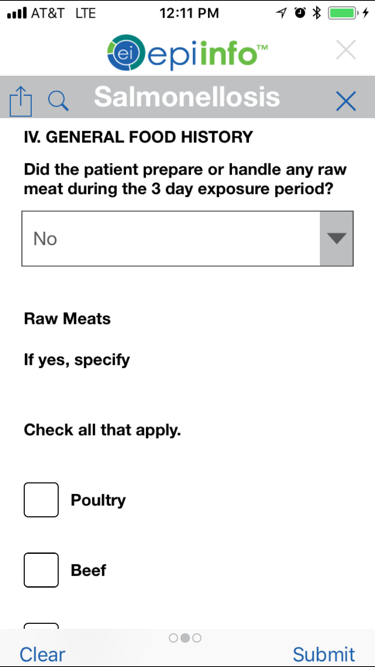 AT&T LTE 12:11 PM
ei epiinfo™
Salmonellosis
IV. GENERAL FOOD HISTORY
Did the patient prepare or handle any raw
meat during the 3 day exposure period?
No
Raw Meats
If yes, specify
Check all that apply.
Poultry
Beef
Clear Submit